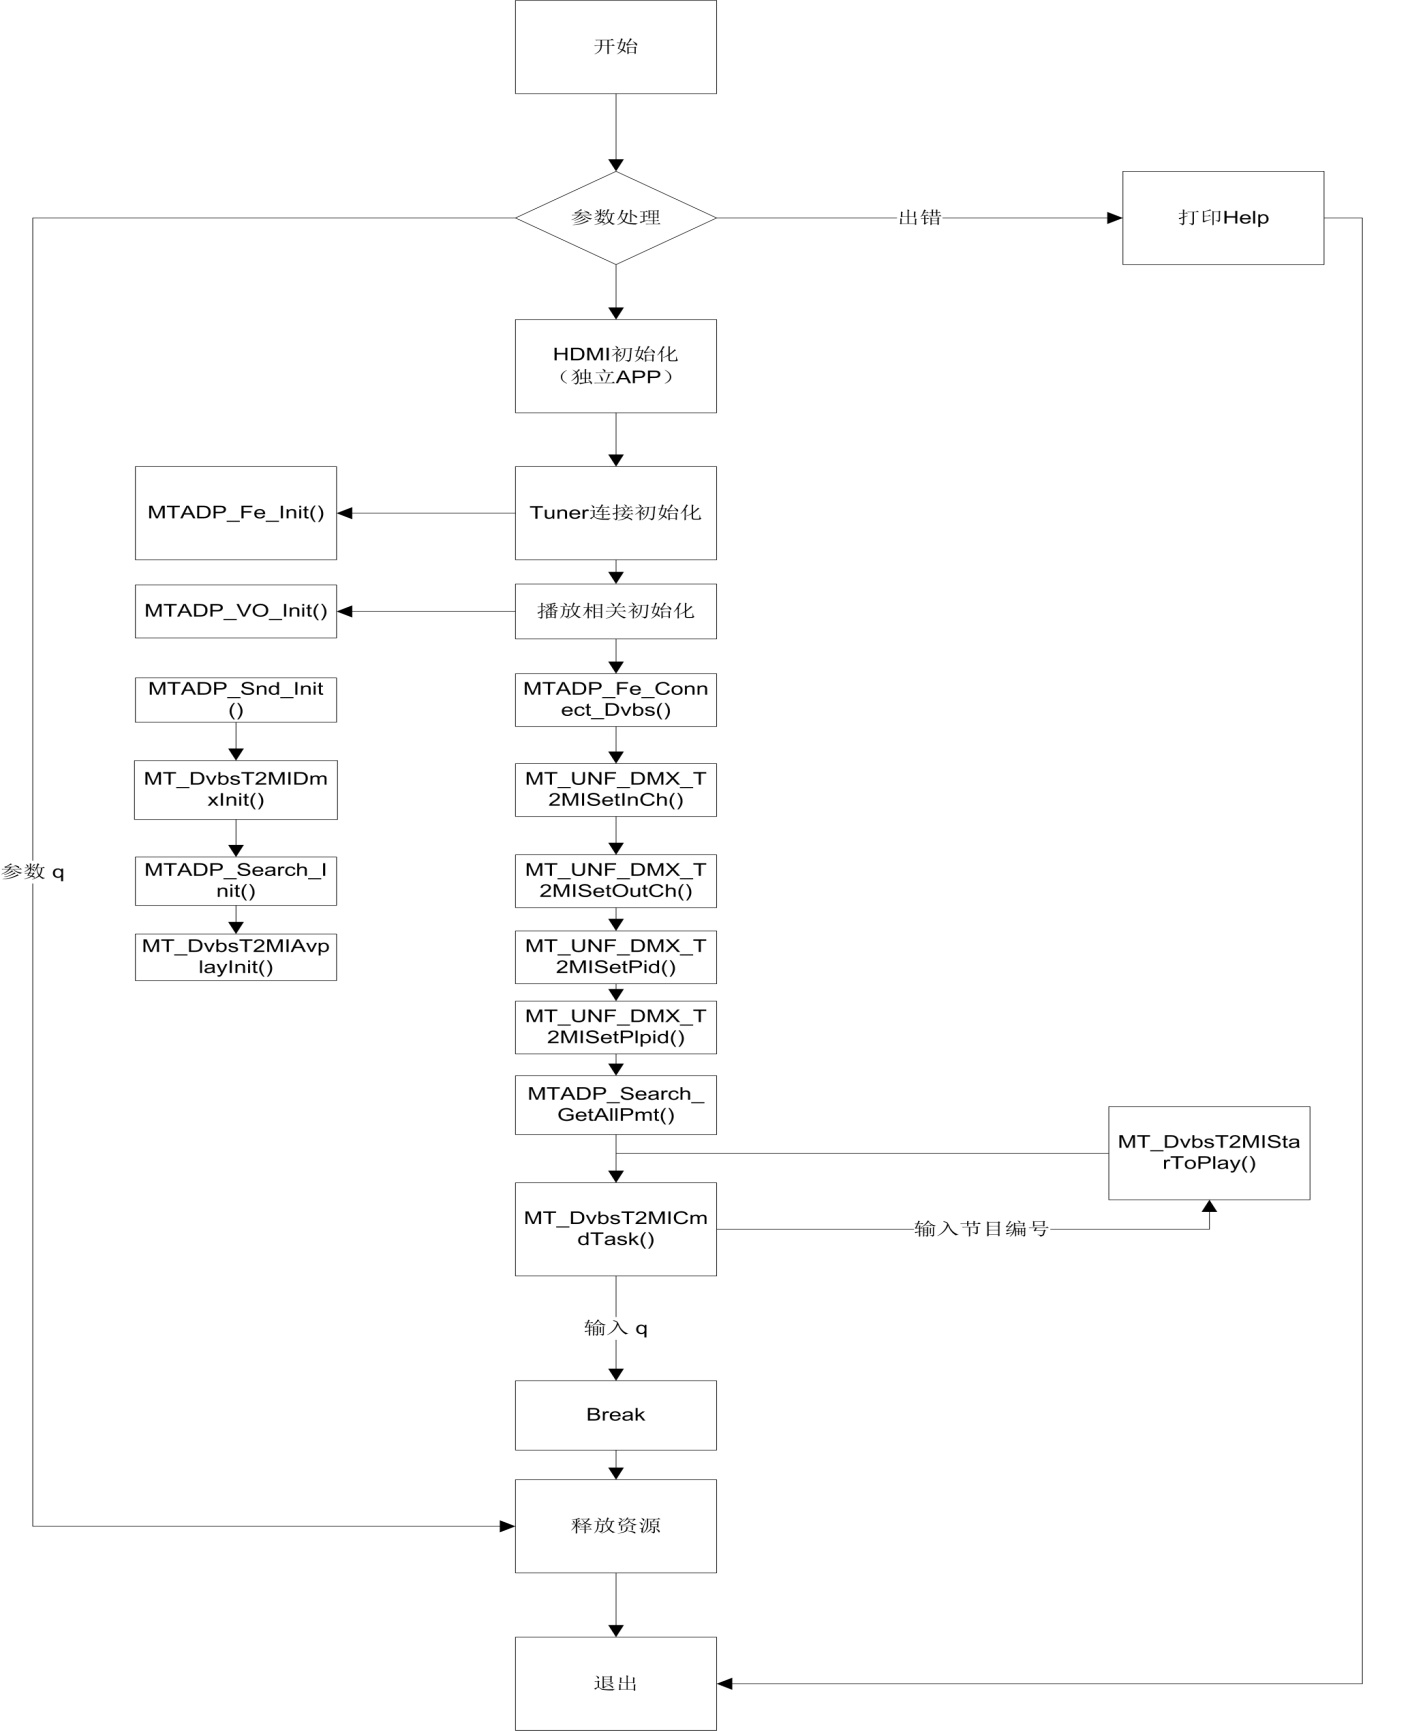 开始
参数处理
出错
打印Help
HDMI初始化
（独立APP）
MTADP_Fe_Init()
Tuner连接初始化
MTADP_VO_Init()
播放相关初始化
MTADP_Snd_Init
()
MTADP_Fe_Conn
ect_Dvbs()
MT_DvbsT2MIDm
xInit()
MT_UNF_DMX_T
2MISetInCh()
参数 q
MTADP_Search_I
nit()
MT_UNF_DMX_T
2MISetOutCh()
MT_DvbsT2MIAvp
layInit()
MT_UNF_DMX_T
2MISetPid()
MT_UNF_DMX_T
2MISetPlpid()
MTADP_Search_
GetAllPmt()
MT_DvbsT2MISta
rToPlay()
MT_DvbsT2MICm
dTask()
输入节目编号
输入 q
Break
释放资源
退出